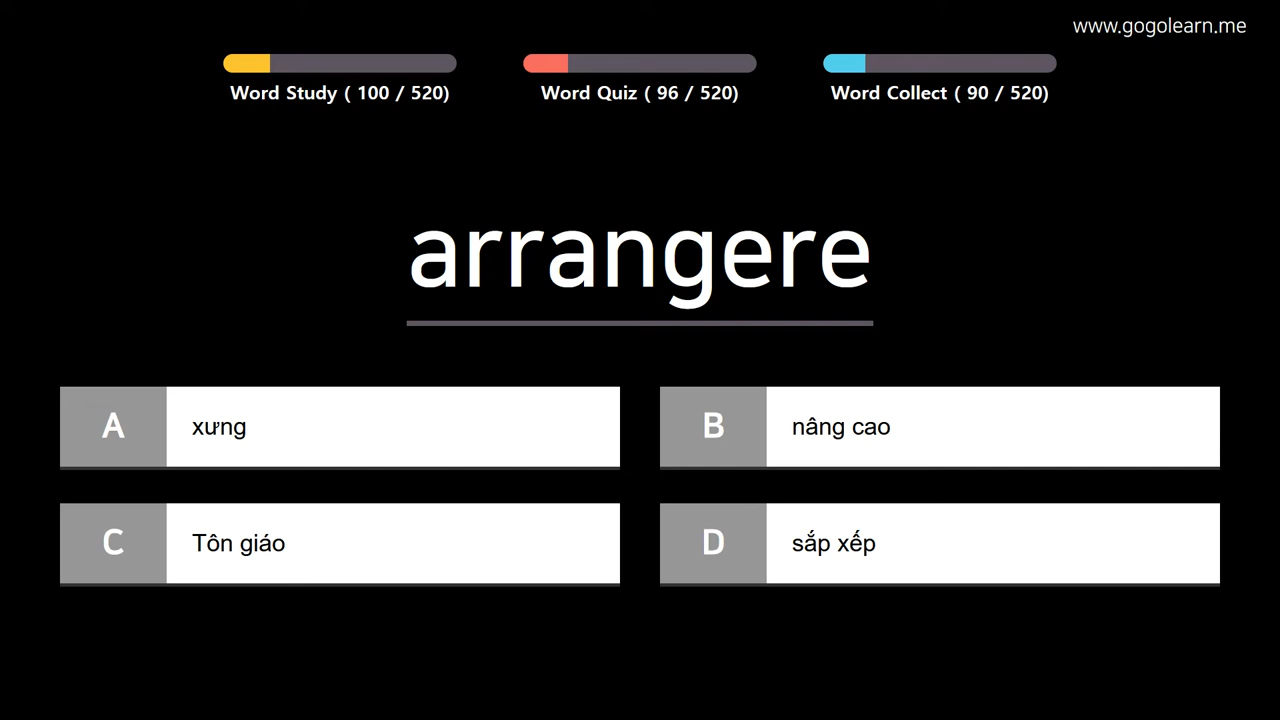 www.gogolearn.me
Word Study ( 100 / 520)
Word Quiz ( 96 / 520)
Word Collect ( 90 / 520)
arrangere
A xưng
B nâng cao
C Tôn giáo
D sắp xếp